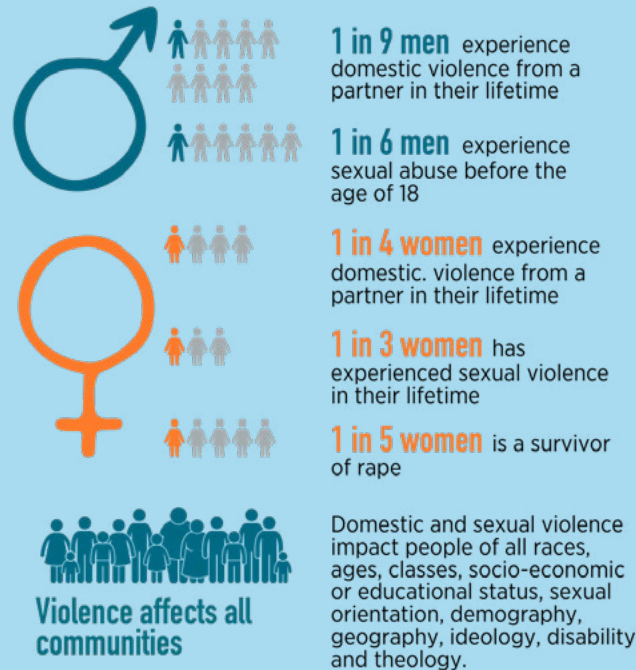 1 in 9 men experience
domestic violence from a
partner in their lifetime
1 in 6 men experience
sexual abuse before the
age of 18
1 in 4 women experience
domestic. violence from a
partner in their lifetime
1 in 3 women has
experienced sexual violence
in their lifetime
1 in 5 women is a survivor
of rape
Violence affects all
communities
Domestic and sexual violence
impact people of all races,
ages, classes, socio-economic
or educational status, sexual
orientation, demography,
geography, ideology, disability
and theology.